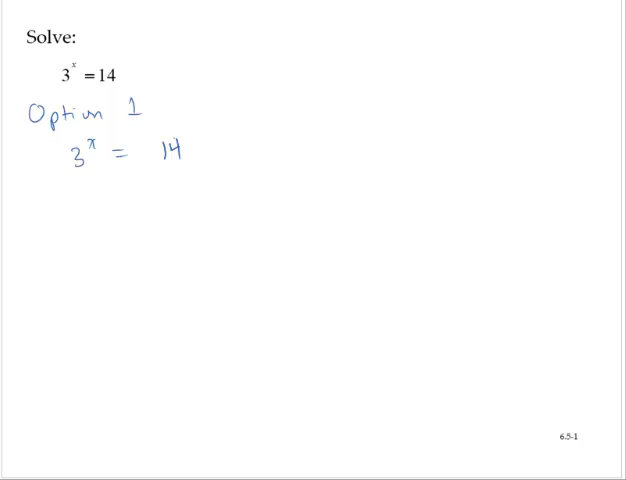 Solve:
3^x = 14
Option 1
3^x = 14
6.5-1